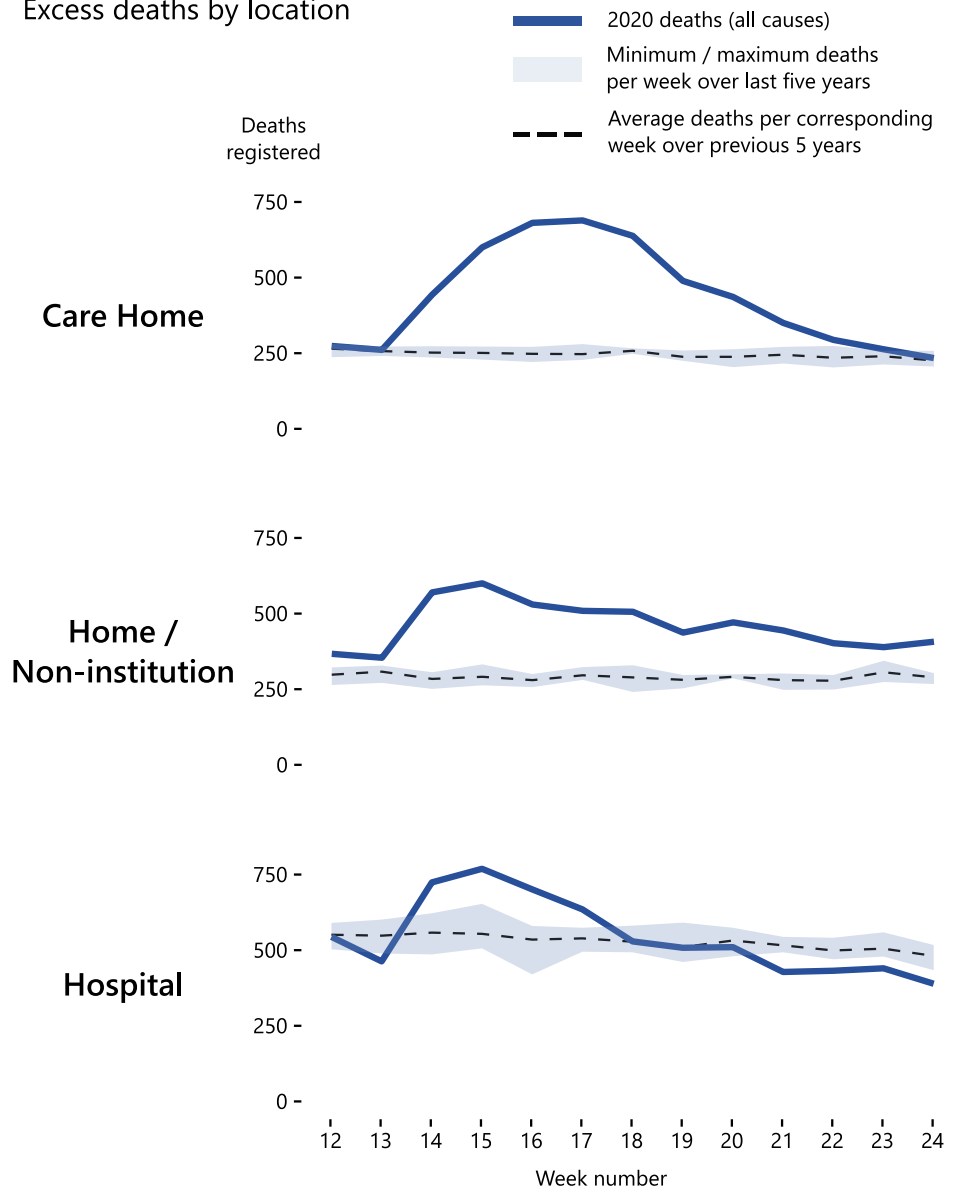 Excess deaths by location
2020 deaths (all causes)
Minimum / maximum deaths
per week over last five years
Average deaths per corresponding
week over previous 5 years
Deaths
registered
750
500
Care Home
250
0
750
500
Home /
Non-institution
250
0
750
500
Hospital
250
0
12 13 14 15 16 17 18 19 20 21 22 23 24
Week number